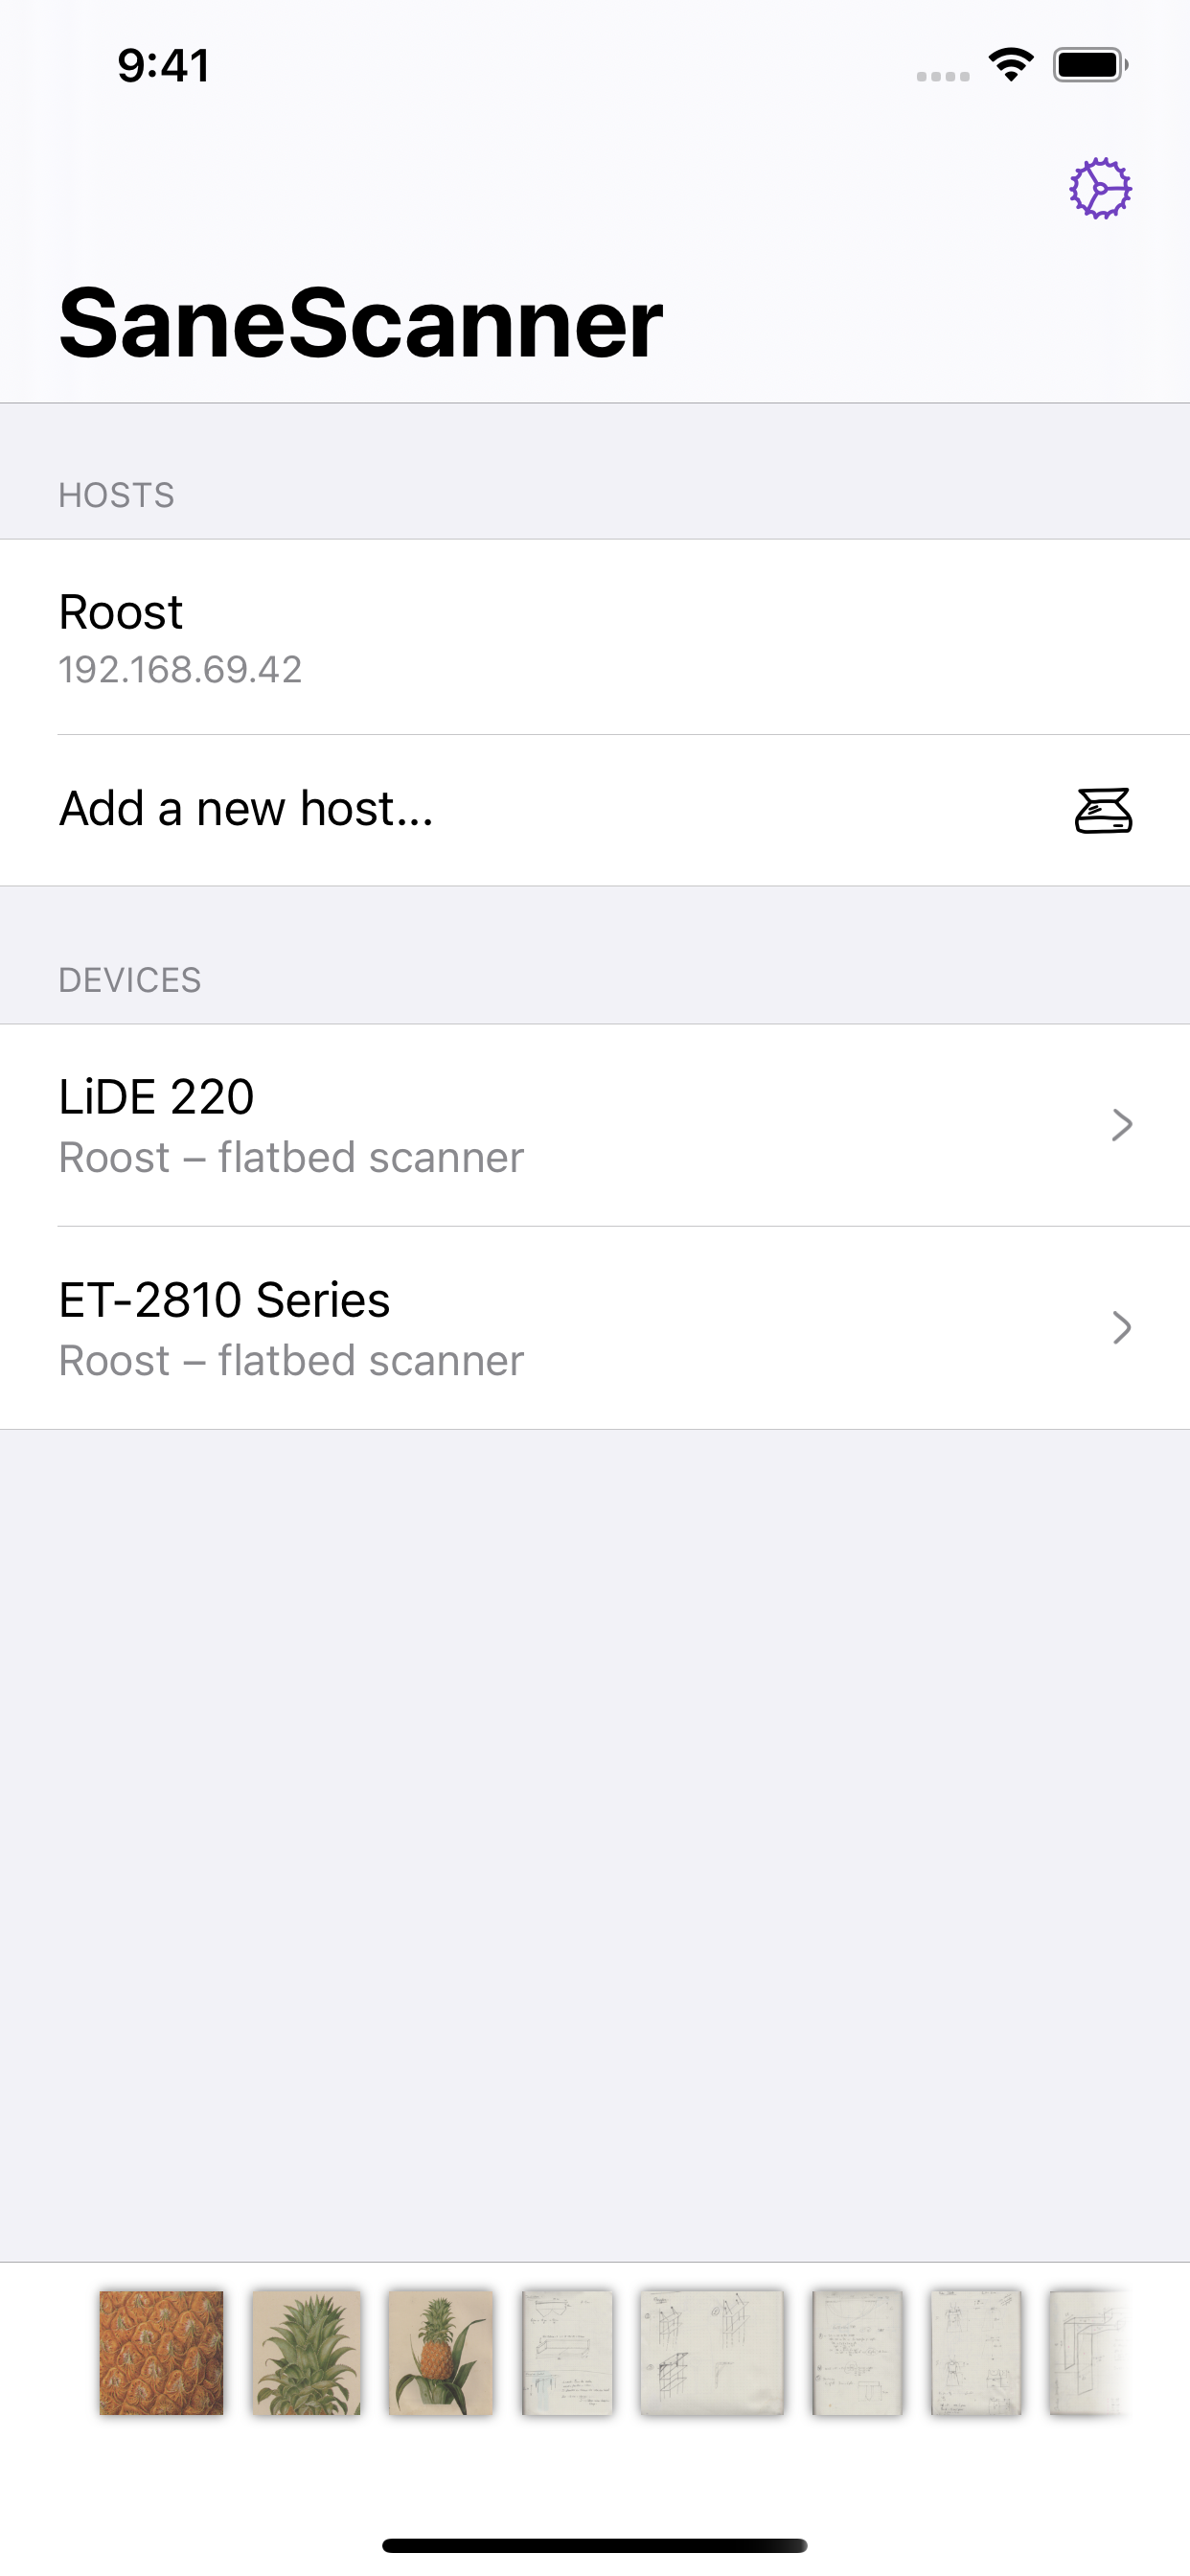 9:41
SaneScanner
HOSTS
Roost
192.168.69.42
Add a new host...
DEVICES
LiDE 220
Roost – flatbed scanner
ET-2810 Series
Roost – flatbed scanner